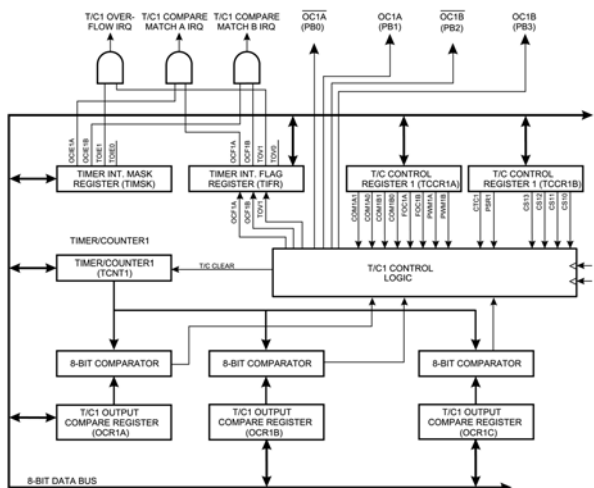 T/C1 OVER-
FLOW IRQ
T/C1 COMPARE
MATCH A IRQ
T/C1 COMPARE
MATCH B IRQ
OC1A
(PB0)
OC1A
(PB1)
OC1B
(PB2)
OC1B
(PB3)
OCIE1A
OCIE1B
TOIE1
TOIE0
OCF1A
OCF1B
TOV1
TOV0
TIMER INT. MASK
REGISTER (TIMSK)
TIMER INT. FLAG
REGISTER (TIFR)
T/C CONTROL
REGISTER 1 (TCCR1A)
T/C CONTROL
REGISTER 1 (TCCR1B)
OCF1A
OCF1B
TOV1
COM1A1
COM1A0
COM1B1
COM1B0
FOC1A
FOC1B
PWM1A
PWM1B
CTC1
PSR1
CS13
CS12
CS11
CS10
TIMER/COUNTER1
TIMER/COUNTER1
(TCNT1)
T/C CLEAR
T/C1 CONTROL
LOGIC
8-BIT COMPARATOR
8-BIT COMPARATOR
8-BIT COMPARATOR
T/C1 OUTPUT
COMPARE REGISTER
(OCR1A)
T/C1 OUTPUT
COMPARE REGISTER
(OCR1B)
T/C1 OUTPUT
COMPARE REGISTER
(OCR1C)
8-BIT DATA BUS